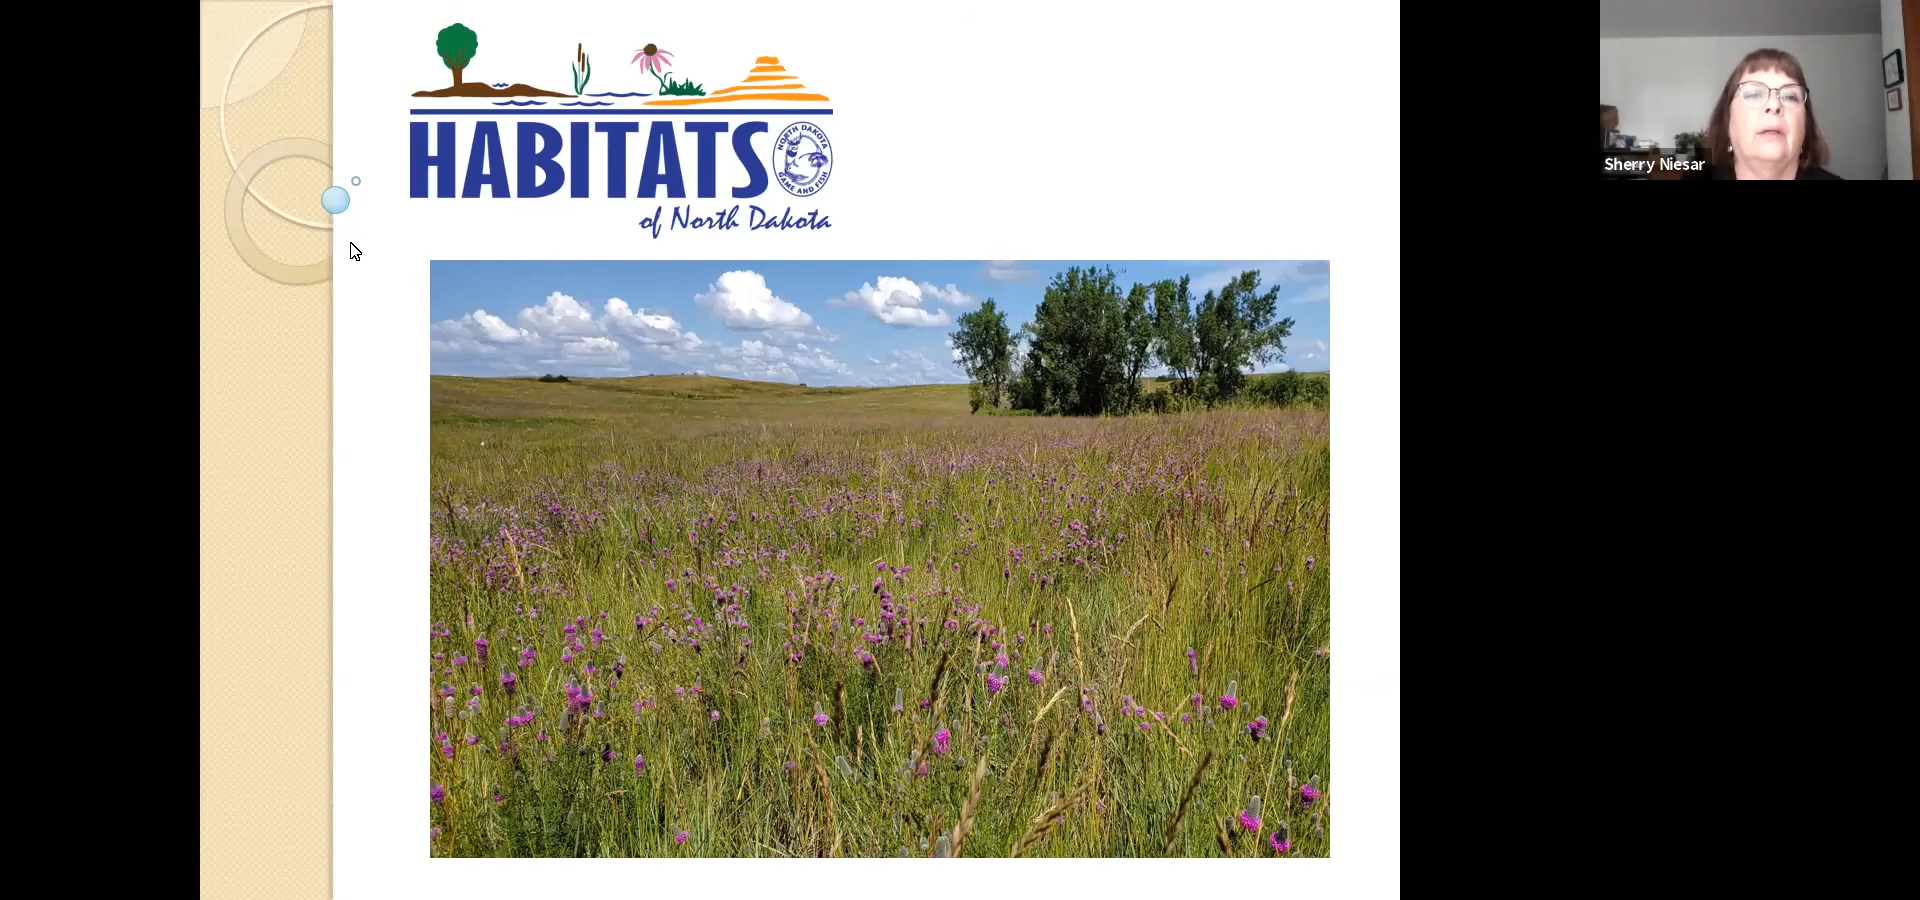 HABITATS
NORTH DAKOTA
GAME AND FISH
of North Dakota
Sherry Niesar